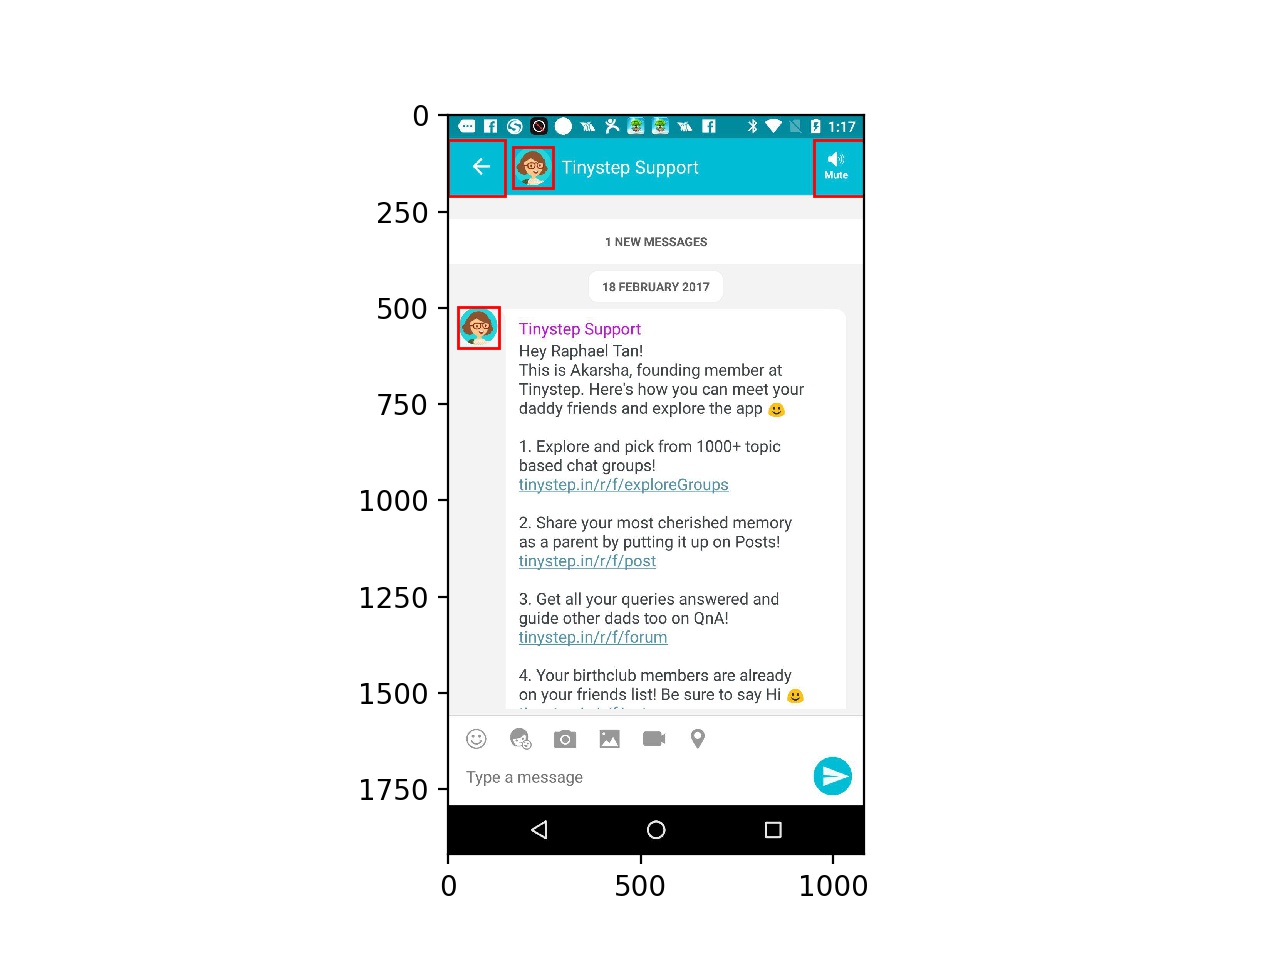 0
250
500
750
1000
1250
1500
1750
0
500
1000
1:17
Tinystep Support
Mute
1 NEW MESSAGES
18 FEBRUARY 2017
Tinystep Support
Hey Raphael Tan!
This is Akarsha, founding member at
Tinystep. Here's how you can meet your
daddy friends and explore the app
1. Explore and pick from 1000+ topic
based chat groups!
tinystep.in/r/f/exploreGroups
2. Share your most cherished memory
as a parent by putting it up on Posts!
tinystep.in/r/f/post
3. Get all your queries answered and
guide other dads too on QnA!
tinystep.in/r/f/forum
4. Your birthclub members are already
on your friends list! Be sure to say Hi
Type a message